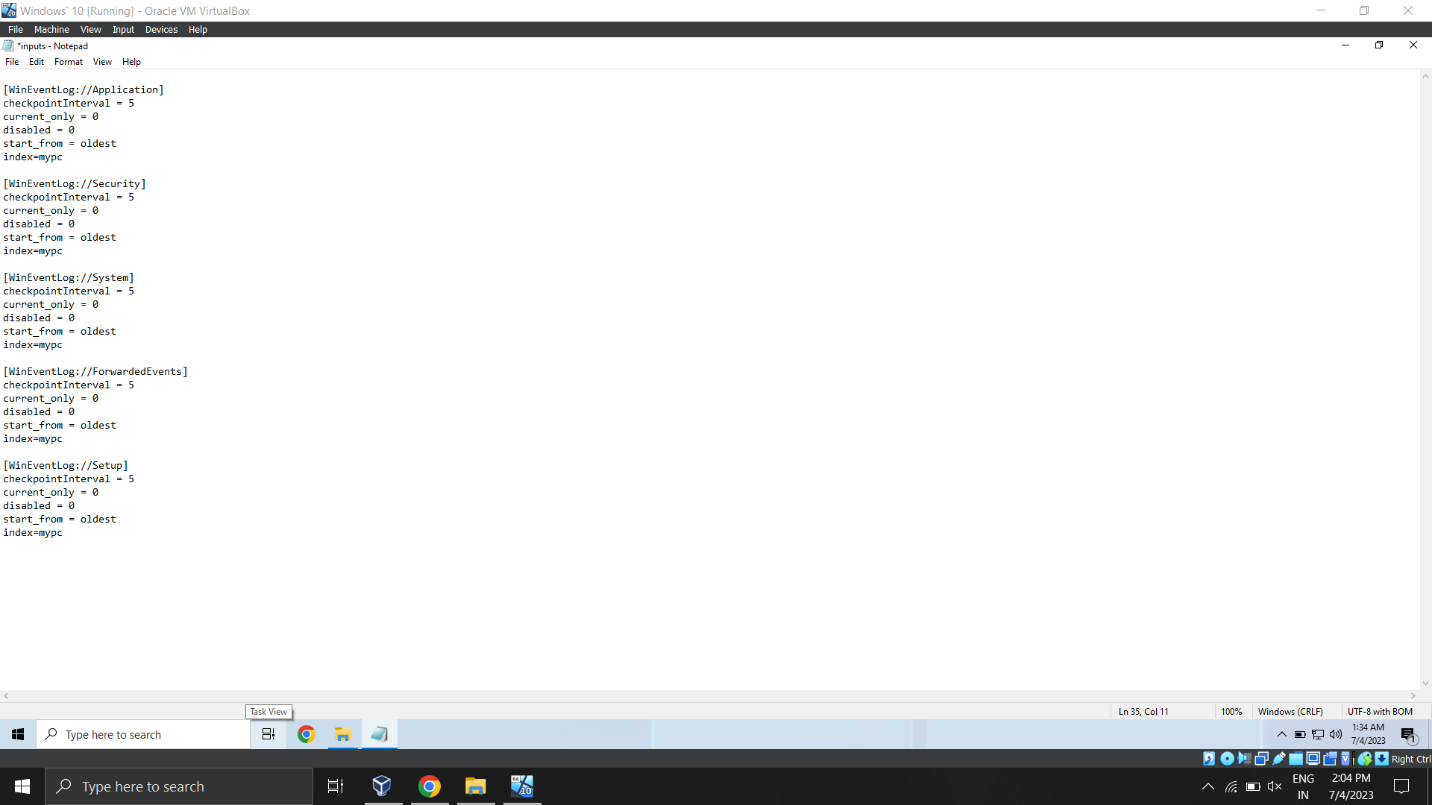 Windows` 10 [Running] - Oracle VM VirtualBox
File Machine View Input Devices Help
*inputs - Notepad
File Edit Format View Help
[WinEventLog://Application]
checkpointInterval = 5
current_only = 0
disabled = 0
start_from = oldest
index=mypc
[WinEventLog://Security]
checkpointInterval = 5
current_only = 0
disabled = 0
start_from = oldest
index=mypc
[WinEventLog://System]
checkpointInterval = 5
current_only = 0
disabled = 0
start_from = oldest
index=mypc
[WinEventLog://ForwardedEvents]
checkpointInterval = 5
current_only = 0
disabled = 0
start_from = oldest
index=mypc
[WinEventLog://Setup]
checkpointInterval = 5
current_only = 0
disabled = 0
start_from = oldest
index=mypc
Task View
Ln 35, Col 11 100% Windows (CRLF) UTF-8 with BOM
Type here to search
1:34 AM
7/4/2023
1
Right Ctrl
Type here to search
ENG
IN
2:04 PM
7/4/2023